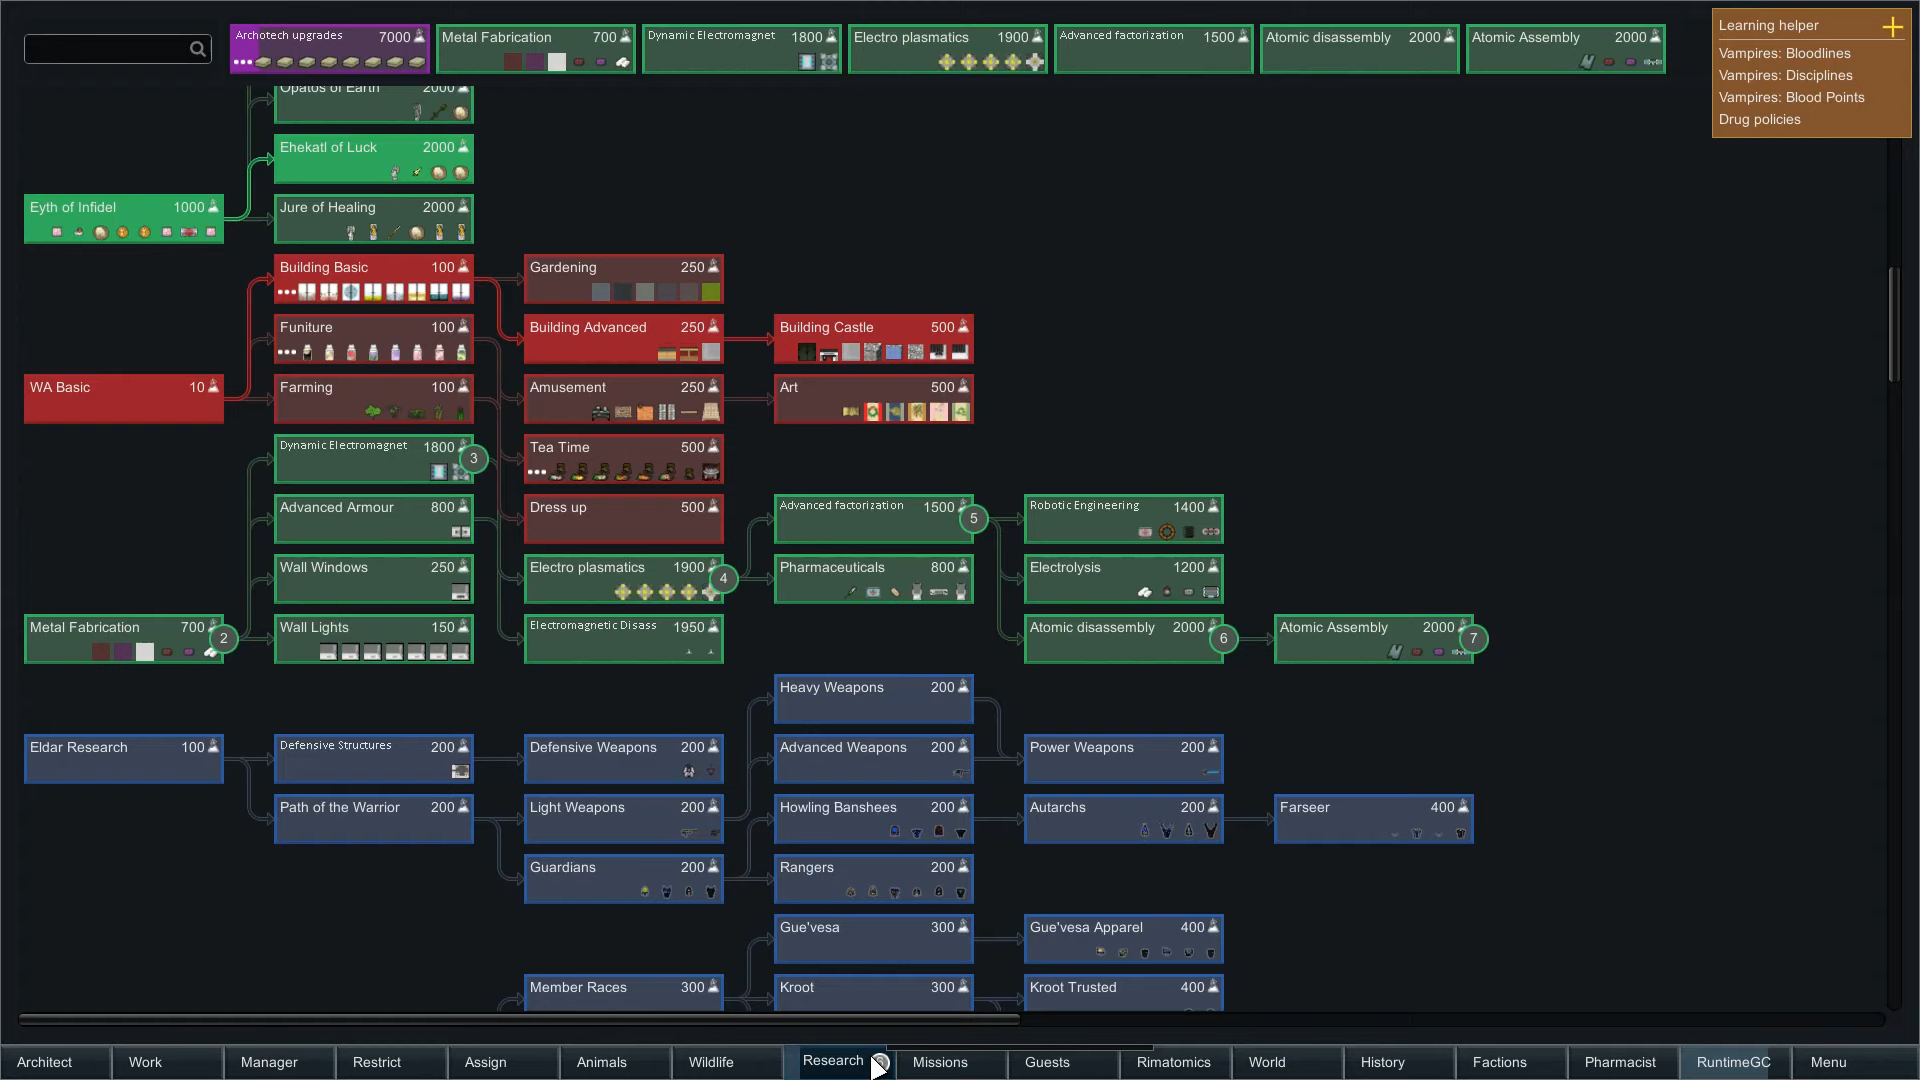 Archotech upgrades 7000
Metal Fabrication 700
Dynamic Electromagnet 1800
Electro plasmatics 1900
Advanced factorization 1500
Atomic disassembly 2000
Atomic Assembly 2000
Learning helper
Vampires: Bloodlines
Vampires: Disciplines
Vampires: Blood Points
Drug policies
Opatos of Earth 2000
Ehekatl of Luck 2000
Eyth of Infidel 1000
Jure of Healing 2000
Building Basic 100
Gardening 250
Funiture 100
Building Advanced 250
Building Castle 500
WA Basic 10
Farming 100
Amusement 250
Art 500
Dynamic Electromagnet 1800
3
Tea Time 500
Advanced Armour 800
Dress up 500
Advanced factorization 1500
5
Robotic Engineering 1400
Wall Windows 250
Electro plasmatics 1900
4
Pharmaceuticals 800
Electrolysis 1200
Metal Fabrication 700
2
Wall Lights 150
Electromagnetic Disass 1950
Atomic disassembly 2000
6
Atomic Assembly 2000
7
Heavy Weapons 200
Eldar Research 100
Defensive Structures 200
Defensive Weapons 200
Advanced Weapons 200
Power Weapons 200
Path of the Warrior 200
Light Weapons 200
Howling Banshees 200
Autarchs 200
Farseer 400
Guardians 200
Rangers 200
Gue'vesa 300
Gue'vesa Apparel 400
Member Races 300
Kroot 300
Kroot Trusted 400
Architect
Work
Manager
Restrict
Assign
Animals
Wildlife
Research
Missions
Guests
Rimatomics
World
History
Factions
Pharmacist
RuntimeGC
Menu